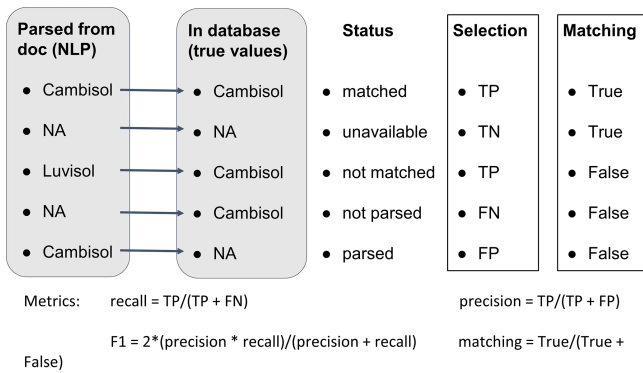 Parsed from doc (NLP) In database (true values) Status Selection Matching
• Cambisol • Cambisol • matched • TP • True
• NA • NA • unavailable • TN • True
• Luvisol • Cambisol • not matched • TP • False
• NA • Cambisol • not parsed • FN • False
• Cambisol • NA • parsed • FP • False
Metrics: recall = TP/(TP + FN) precision = TP/(TP + FP)
F1 = 2*(precision * recall)/(precision + recall) matching = True/(True +
False)